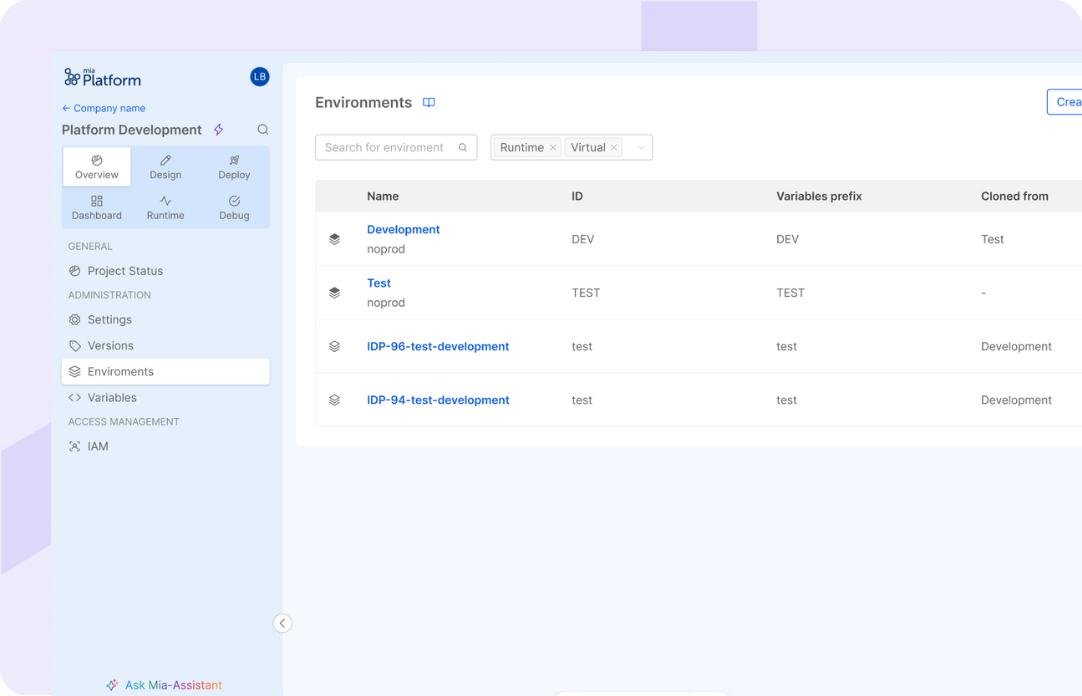 mia
Platform
LB
Company name
Platform Development
Overview
Design
Deploy
Dashboard
Runtime
Debug
GENERAL
Project Status
ADMINISTRATION
Settings
Versions
Enviroments
Variables
ACCESS MANAGEMENT
IAM
Ask Mia-Assistant
Environments
Crea
Search for enviroment
Runtime Virtual
Name ID Variables prefix Cloned from
Development DEV DEV Test
noprod
Test TEST TEST -
noprod
IDP-96-test-development test test Development
IDP-94-test-development test test Development